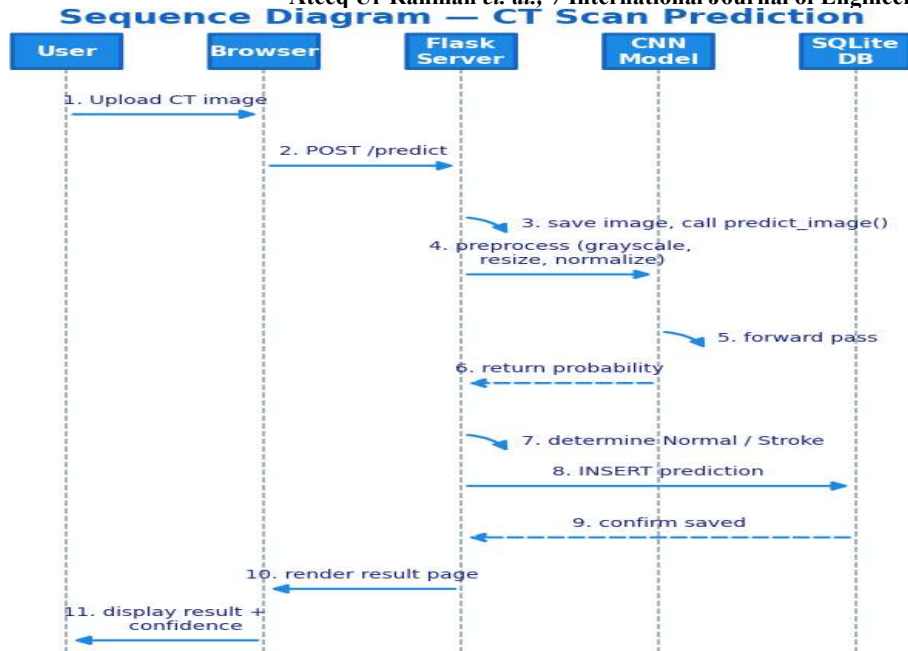 Ateeq Ur Rahman et. al., / International Journal of Engineer
Sequence Diagram — CT Scan Prediction
User
Browser
Flask
Server
CNN
Model
SQLite
DB
1. Upload CT image
2. POST /predict
3. save image, call predict_image()
4. preprocess (grayscale,
resize, normalize)
5. forward pass
6. return probability
7. determine Normal / Stroke
8. INSERT prediction
9. confirm saved
10. render result page
11. display result +
confidence